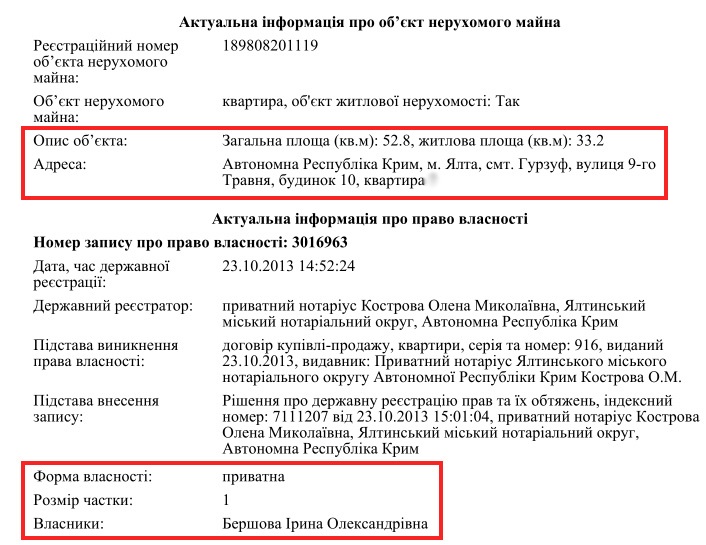 Актуальна інформація про об’єкт нерухомого майна
Реєстраційний номер об’єкта нерухомого майна: 189808201119
Об’єкт нерухомого майна: квартира, об'єкт житлової нерухомості: Так
Опис об’єкта: Загальна площа (кв.м): 52.8, житлова площа (кв.м): 33.2
Адреса: Автономна Республіка Крим, м. Ялта, смт. Гурзуф, вулиця 9-го
Травня, будинок 10, квартира
Актуальна інформація про право власності
Номер запису про право власності: 3016963
Дата, час державної реєстрації: 23.10.2013 14:52:24
Державний реєстратор: приватний нотаріус Кострова Олена Миколаївна, Ялтинський
міський нотаріальний округ, Автономна Республіка Крим
Підстава виникнення права власності: договір купівлі-продажу, квартири, серія та номер: 916, виданий
23.10.2013, видавник: Приватний нотаріус Ялтинського міського
нотаріального округу Автономної Республіки Крим Кострова О.М.
Підстава внесення запису: Рішення про державну реєстрацію прав та їх обтяжень, індексний
номер: 7111207 від 23.10.2013 15:01:04, приватний нотаріус Кострова
Олена Миколаївна, Ялтинський міський нотаріальний округ,
Автономна Республіка Крим
Форма власності: приватна
Розмір частки: 1
Власники: Бершова Ірина Олександрівна